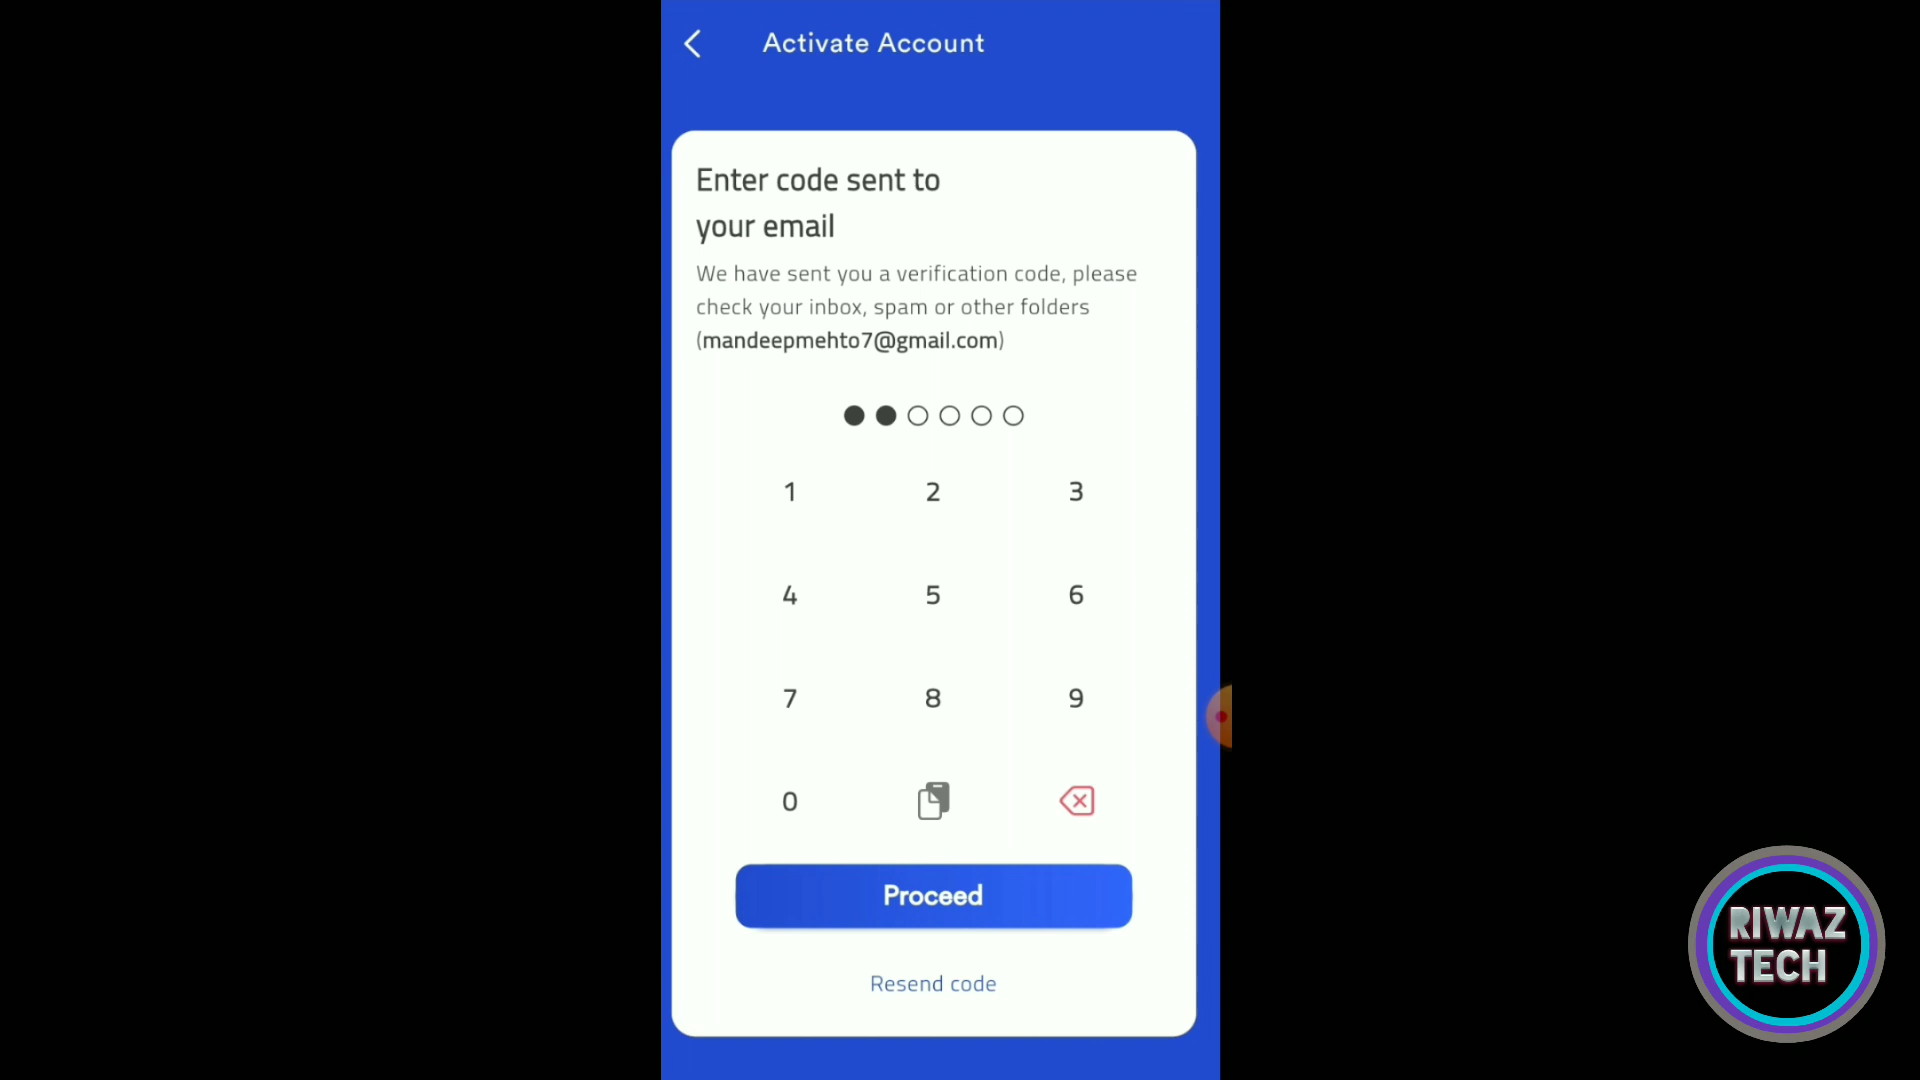 Activate Account
Enter code sent to
your email
We have sent you a verification code, please
check your inbox, spam or other folders
(mandeepmehto7@gmail.com)
1 2 3
4 5 6
7 8 9
0
Proceed
Resend code
RIWAZ
TECH